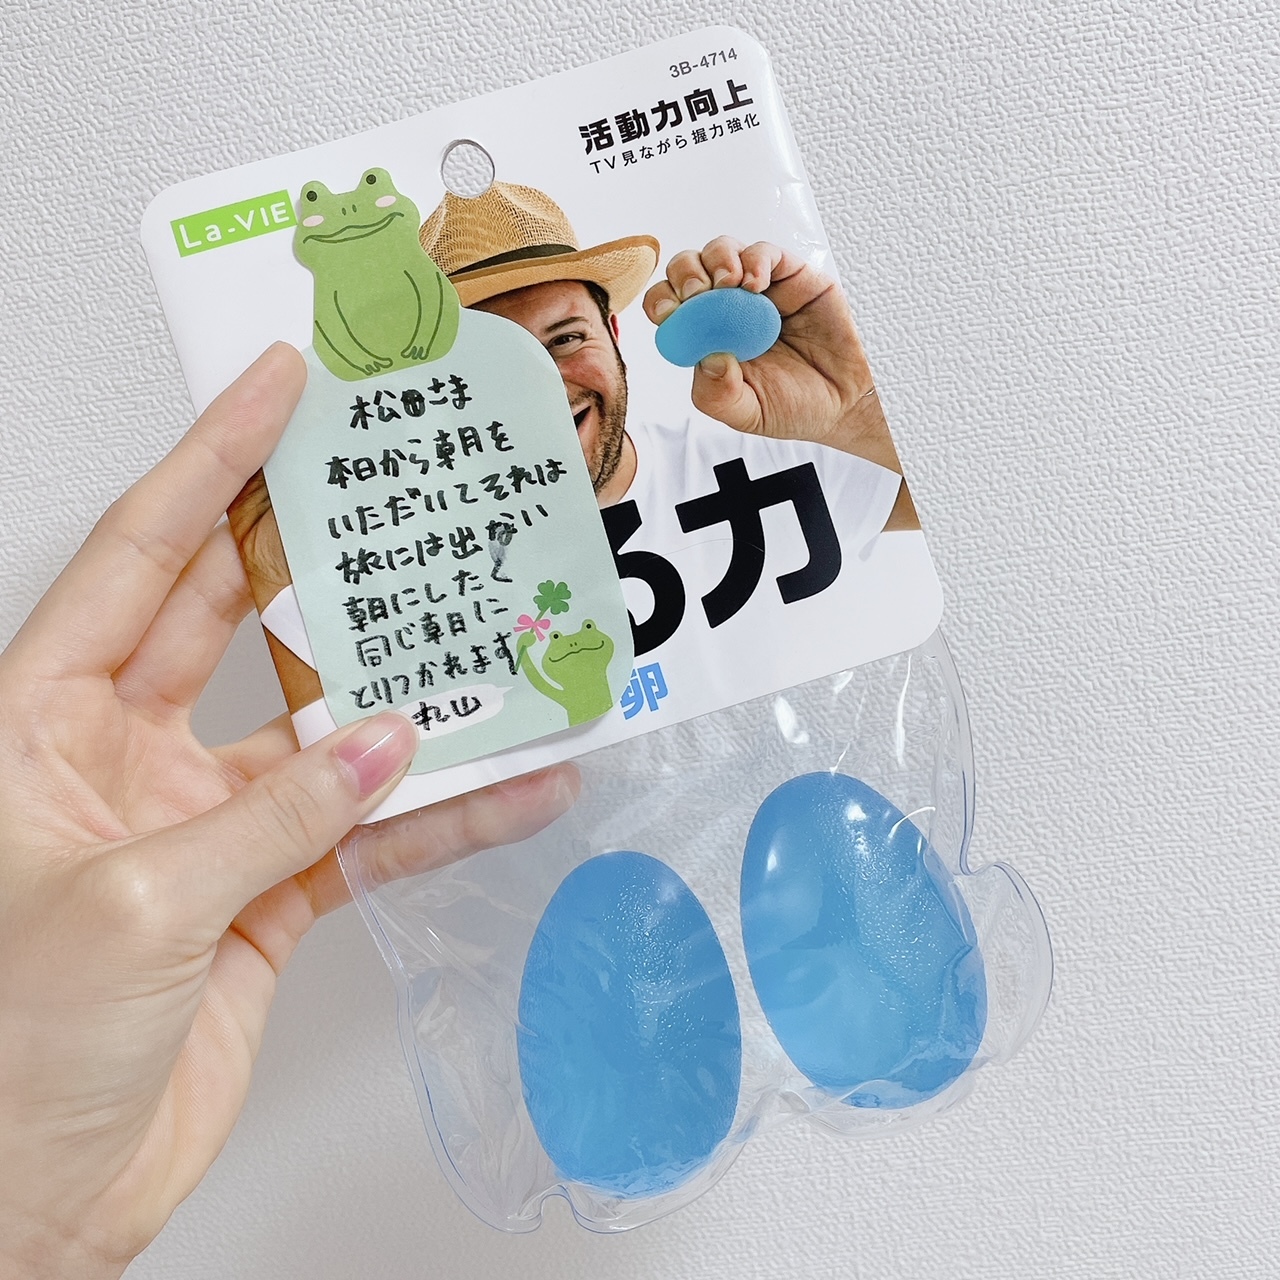 3B-4714
活動力向上
TV見ながら握力強化
La-VIE
松田さま
本日から朝月を
いただいてそれは
旅には出ない
朝にしたく
同じ朝日に
とりつかれます
丸山
る力
卵